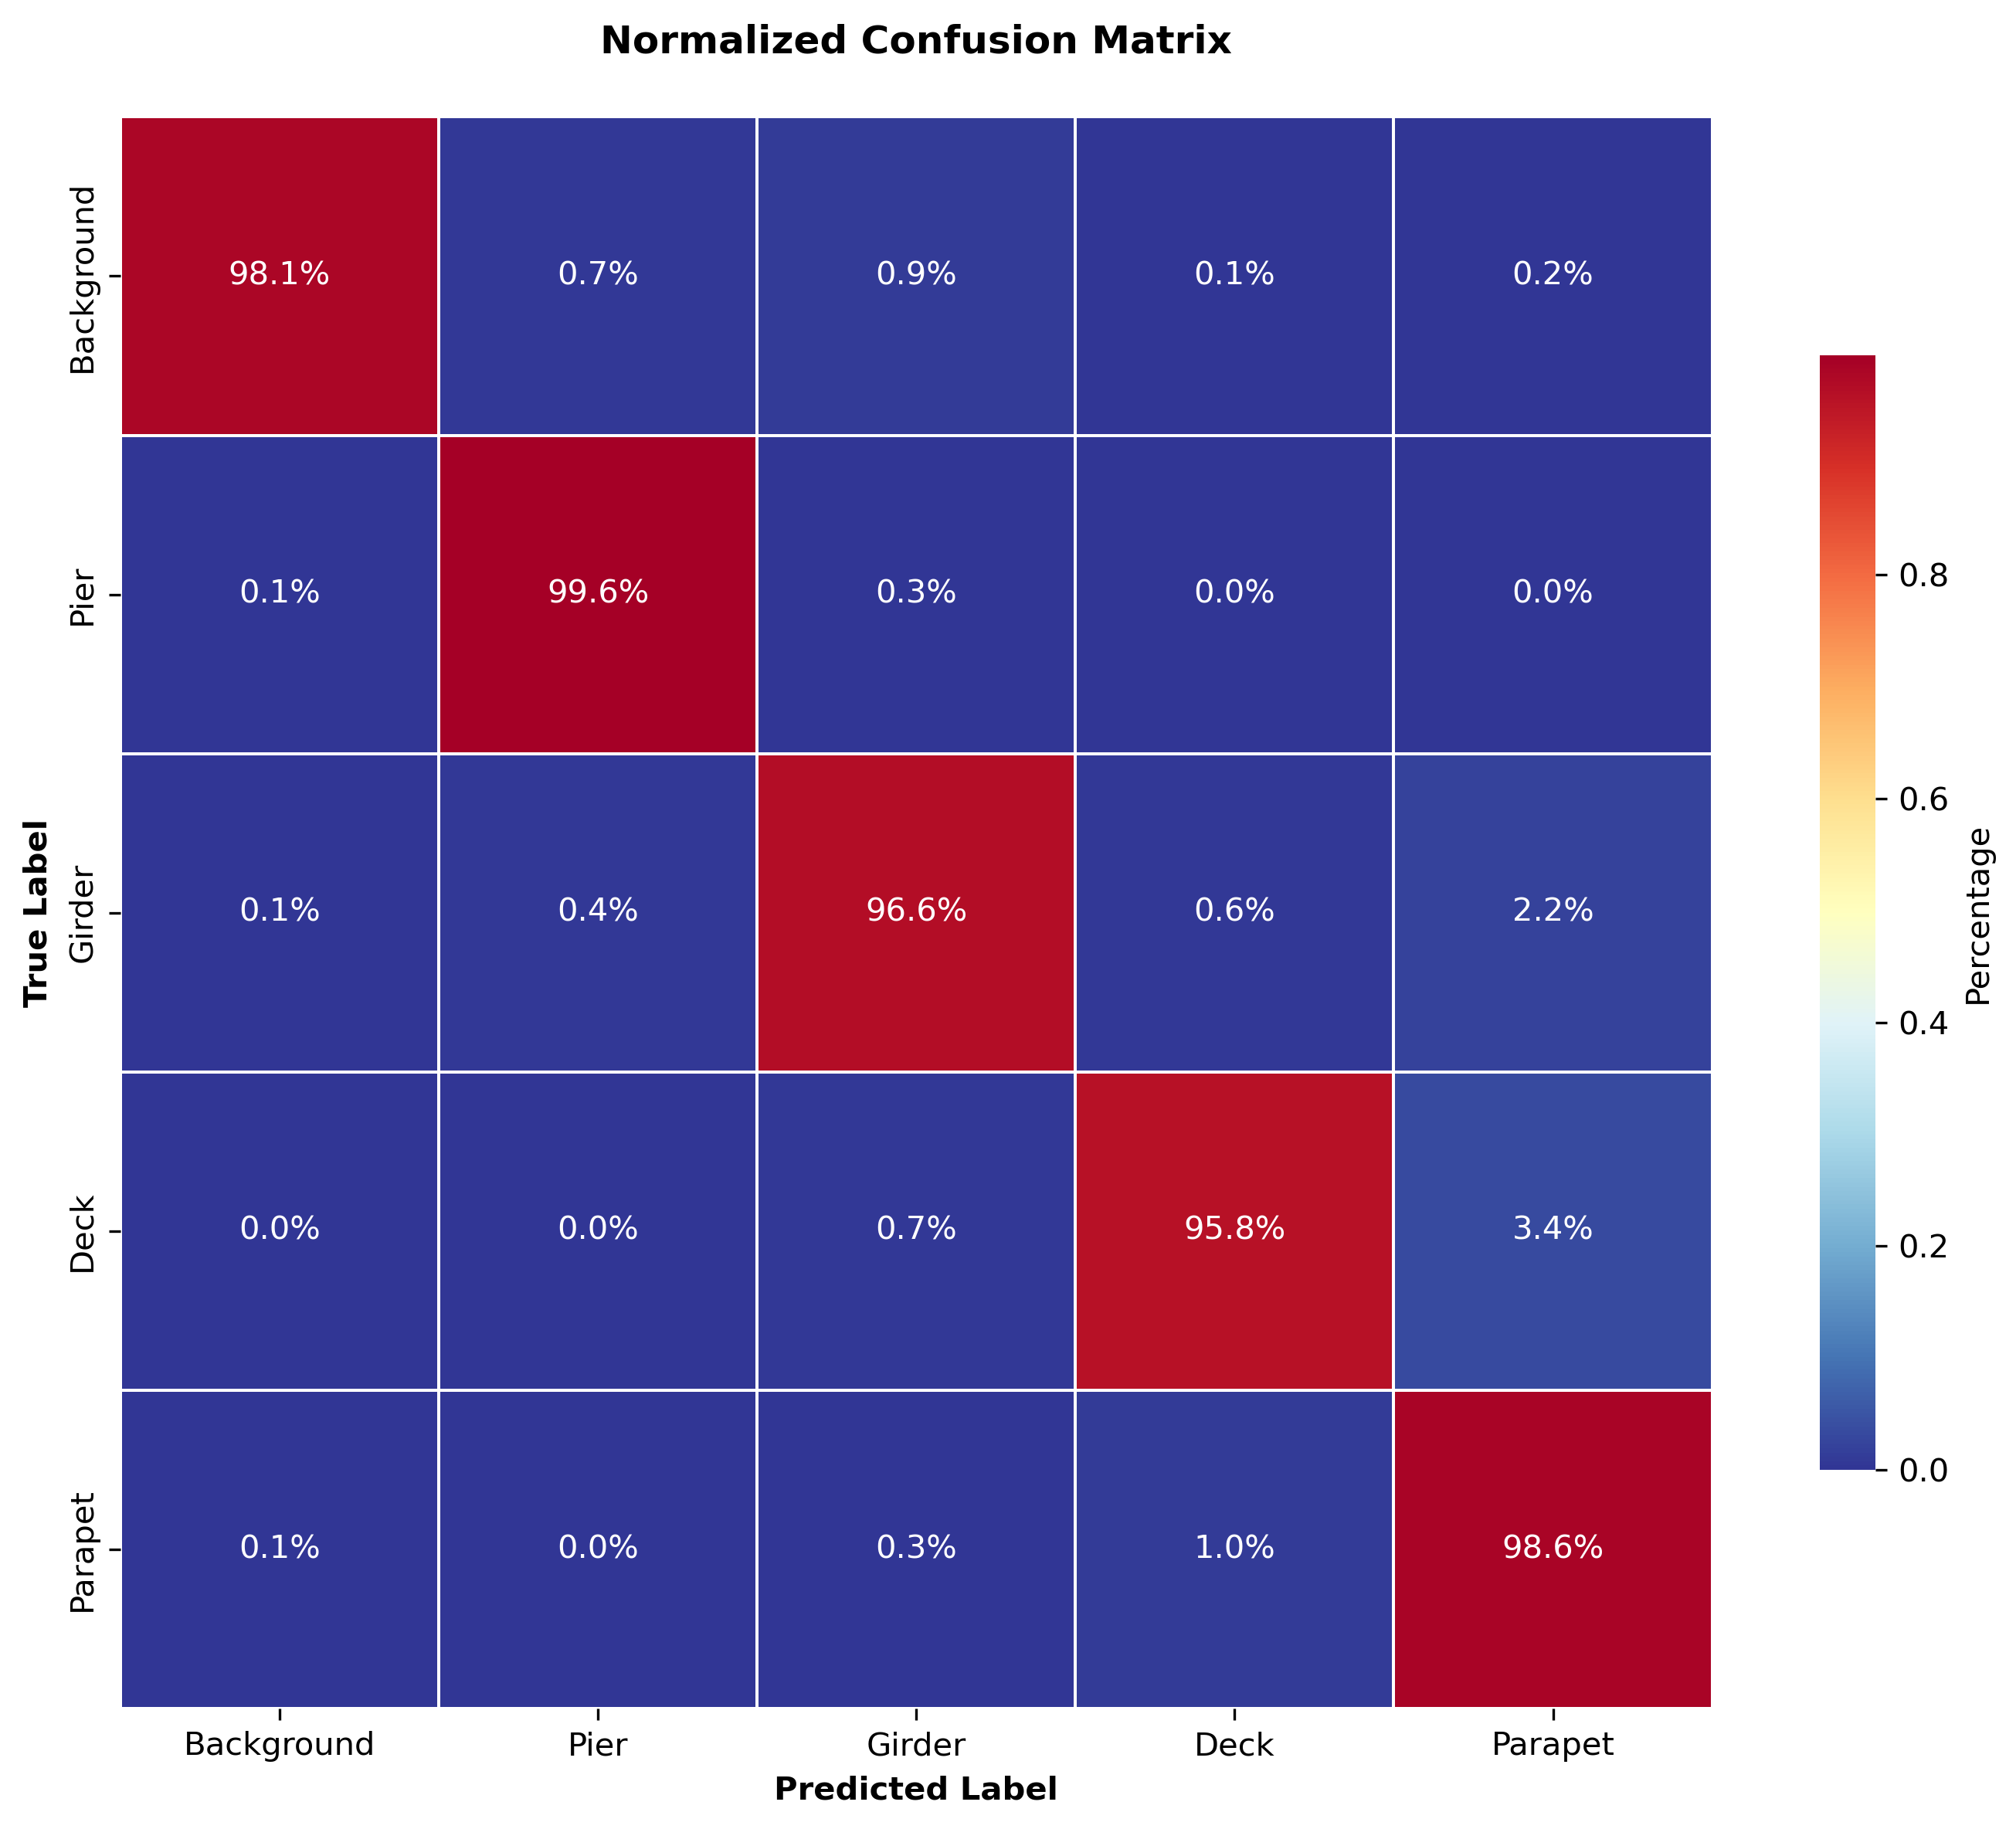 Normalized Confusion Matrix
True Label
Background
98.1% 0.7% 0.9% 0.1% 0.2%
Pier
0.1% 99.6% 0.3% 0.0% 0.0%
Girder
0.1% 0.4% 96.6% 0.6% 2.2%
Deck
0.0% 0.0% 0.7% 95.8% 3.4%
Parapet
0.1% 0.0% 0.3% 1.0% 98.6%
Background Pier Girder Deck Parapet
Predicted Label
0.8
0.6
0.4
0.2
0.0
Percentage